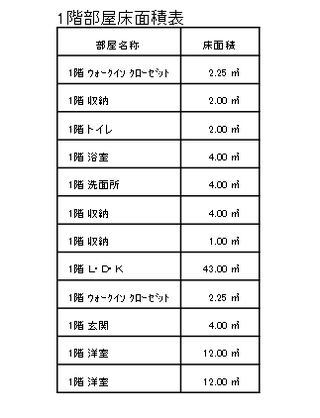 1階部屋床面積表
部屋名称 床面積
1階 ｳｫｰｸｲﾝ ｸﾛｰｾﾞｯﾄ 2.25 ㎡
1階 収納 2.00 ㎡
1階 トイレ 2.00 ㎡
1階 浴室 4.00 ㎡
1階 洗面所 4.00 ㎡
1階 収納 4.00 ㎡
1階 収納 1.00 ㎡
1階 Ｌ・Ｄ・Ｋ 43.00 ㎡
1階 ｳｫｰｸｲﾝ ｸﾛｰｾﾞｯﾄ 2.25 ㎡
1階 玄関 4.00 ㎡
1階 洋室 12.00 ㎡
1階 洋室 12.00 ㎡